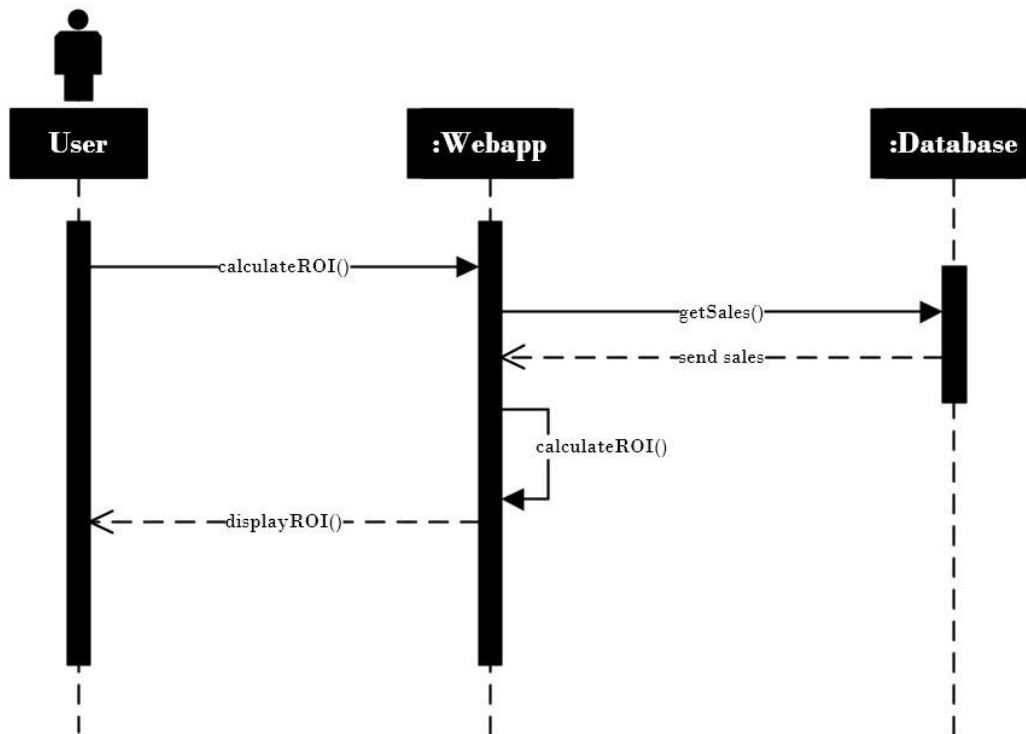 User
:Webapp
:Database
calculateROI()
getSales()
send sales
calculateROI()
displayROI()